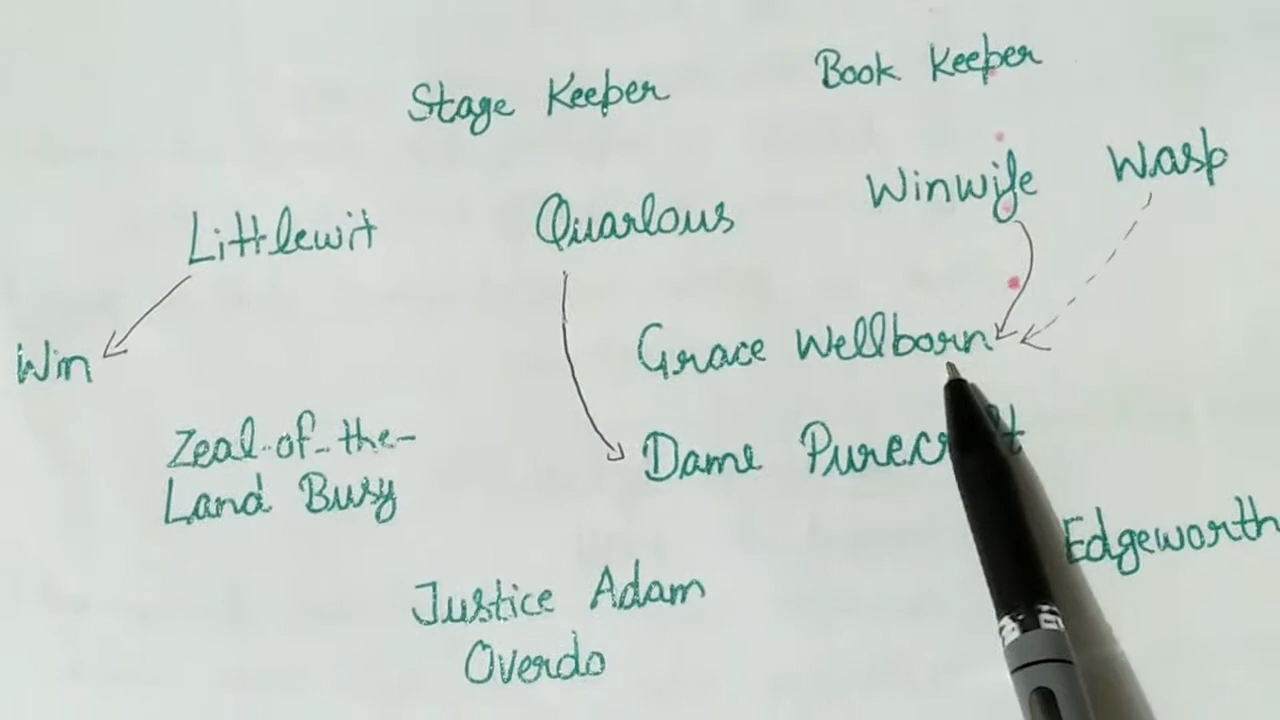 Stage Keeper
Book Keeper
Littlewit
Quarlous
Winwife
Wasp
Win
Grace Wellborn
Zeal-of-the-
Land Busy
Dame
Edgeworth
Justice Adam
Overdo